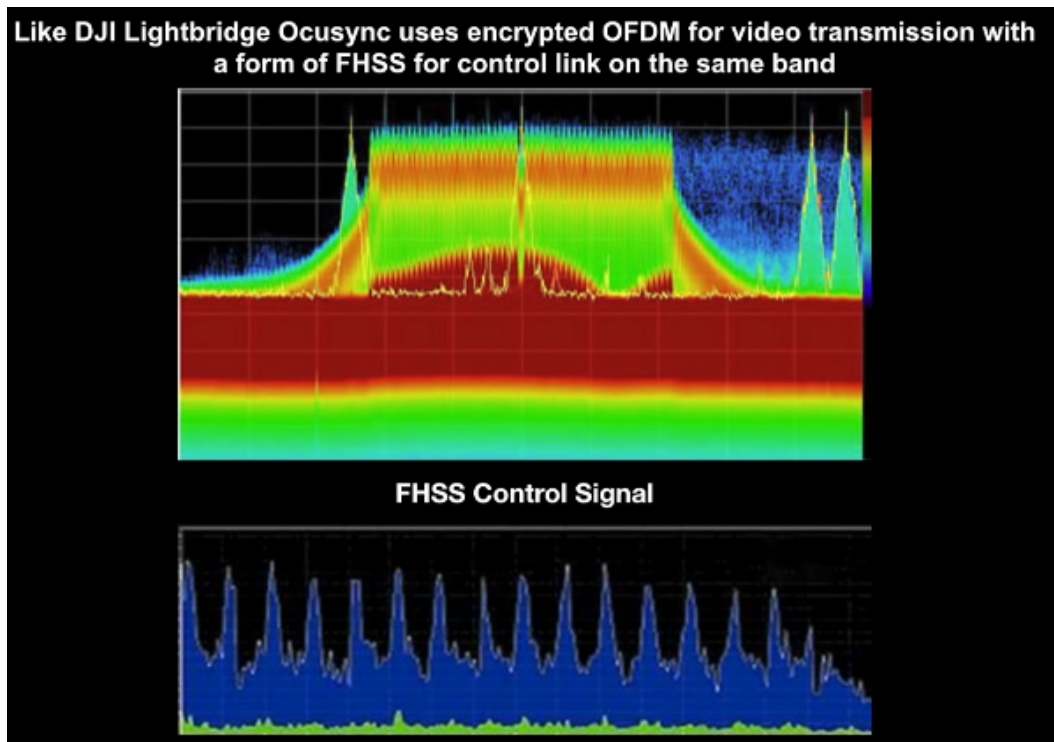 Like DJI Lightbridge Ocusync uses encrypted OFDM for video transmission with
a form of FHSS for control link on the same band
FHSS Control Signal